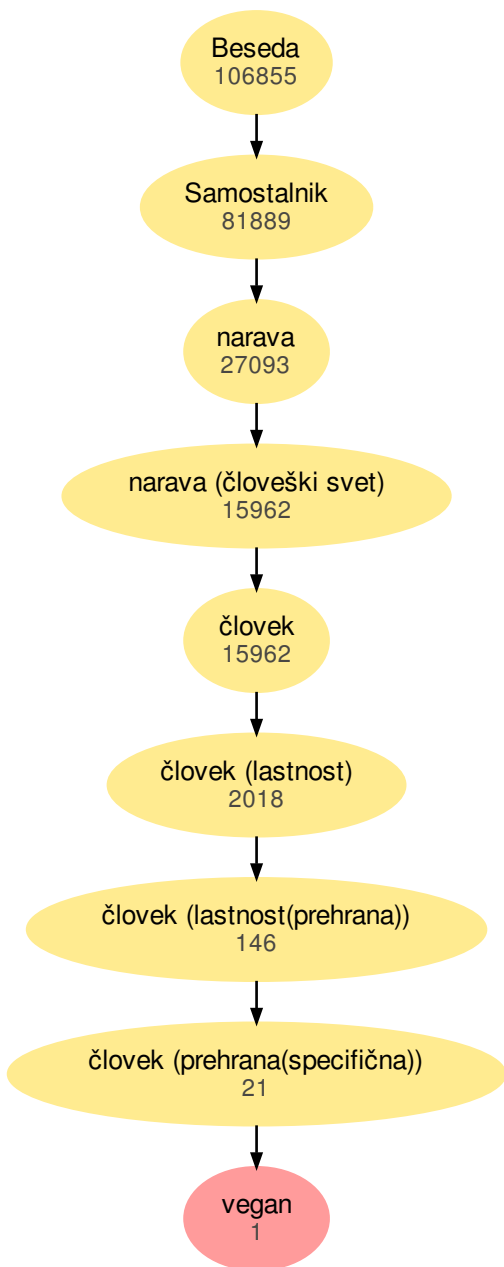 Beseda
106855
Samostalnik
81889
narava
27093
narava (človeški svet)
15962
človek
15962
človek (lastnost)
2018
človek (lastnost(prehrana))
146
človek (prehrana(specifična))
21
vegan
1